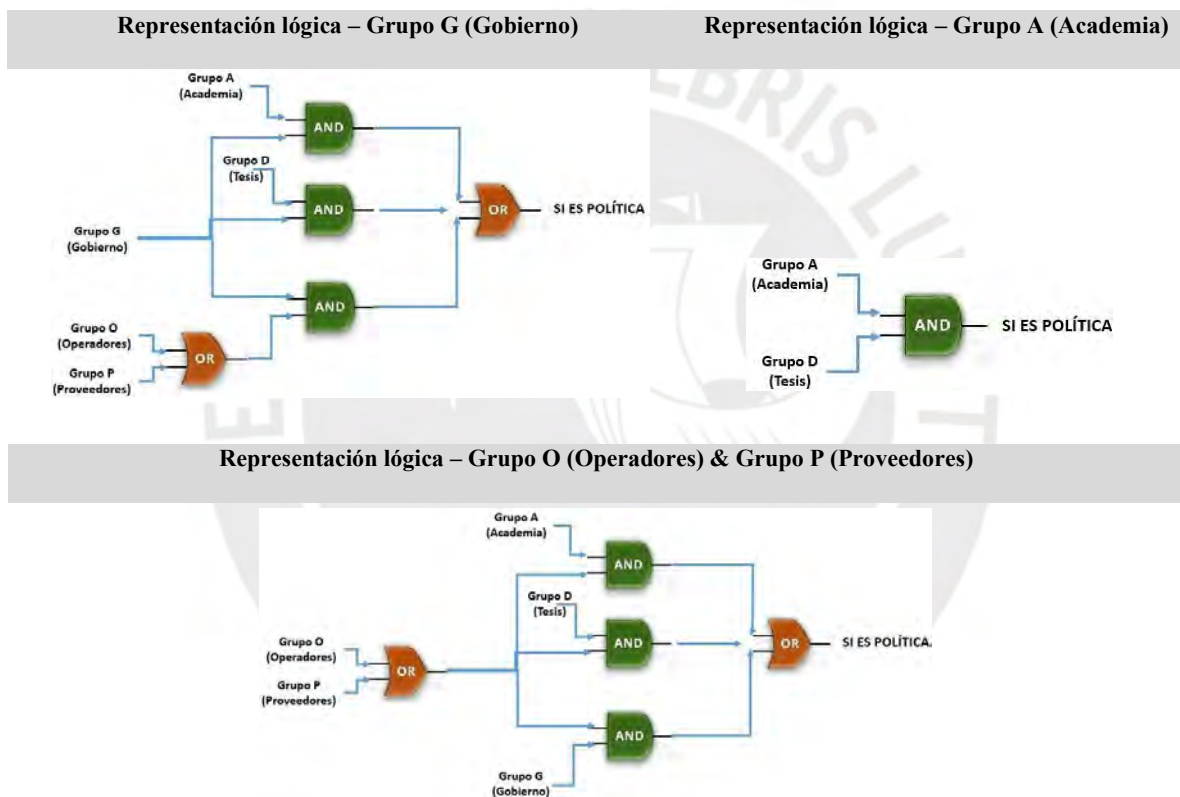 Representación lógica – Grupo G (Gobierno)
Representación lógica – Grupo A (Academia)
Grupo A
(Academia)
AND
Grupo D
(Tesis)
AND
OR
SI ES POLÍTICA
Grupo G
(Gobierno)
AND
Grupo O
(Operadores)
OR
Grupo P
(Proveedores)
Grupo A
(Academia)
AND
SI ES POLÍTICA
Grupo D
(Tesis)
Representación lógica – Grupo O (Operadores) & Grupo P (Proveedores)
Grupo A
(Academia)
AND
Grupo D
(Tesis)
AND
OR
SI ES POLÍTICA.
Grupo O
(Operadores)
OR
Grupo P
(Proveedores)
AND
Grupo G
(Gobierno)